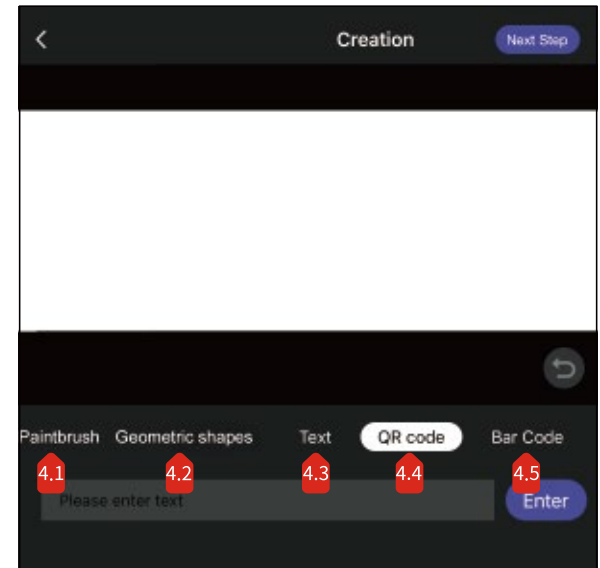 Creation Next Step
Paintbrush Geometric shapes Text QR code Bar Code
4.1 4.2 4.3 4.4 4.5
Please enter text Enter